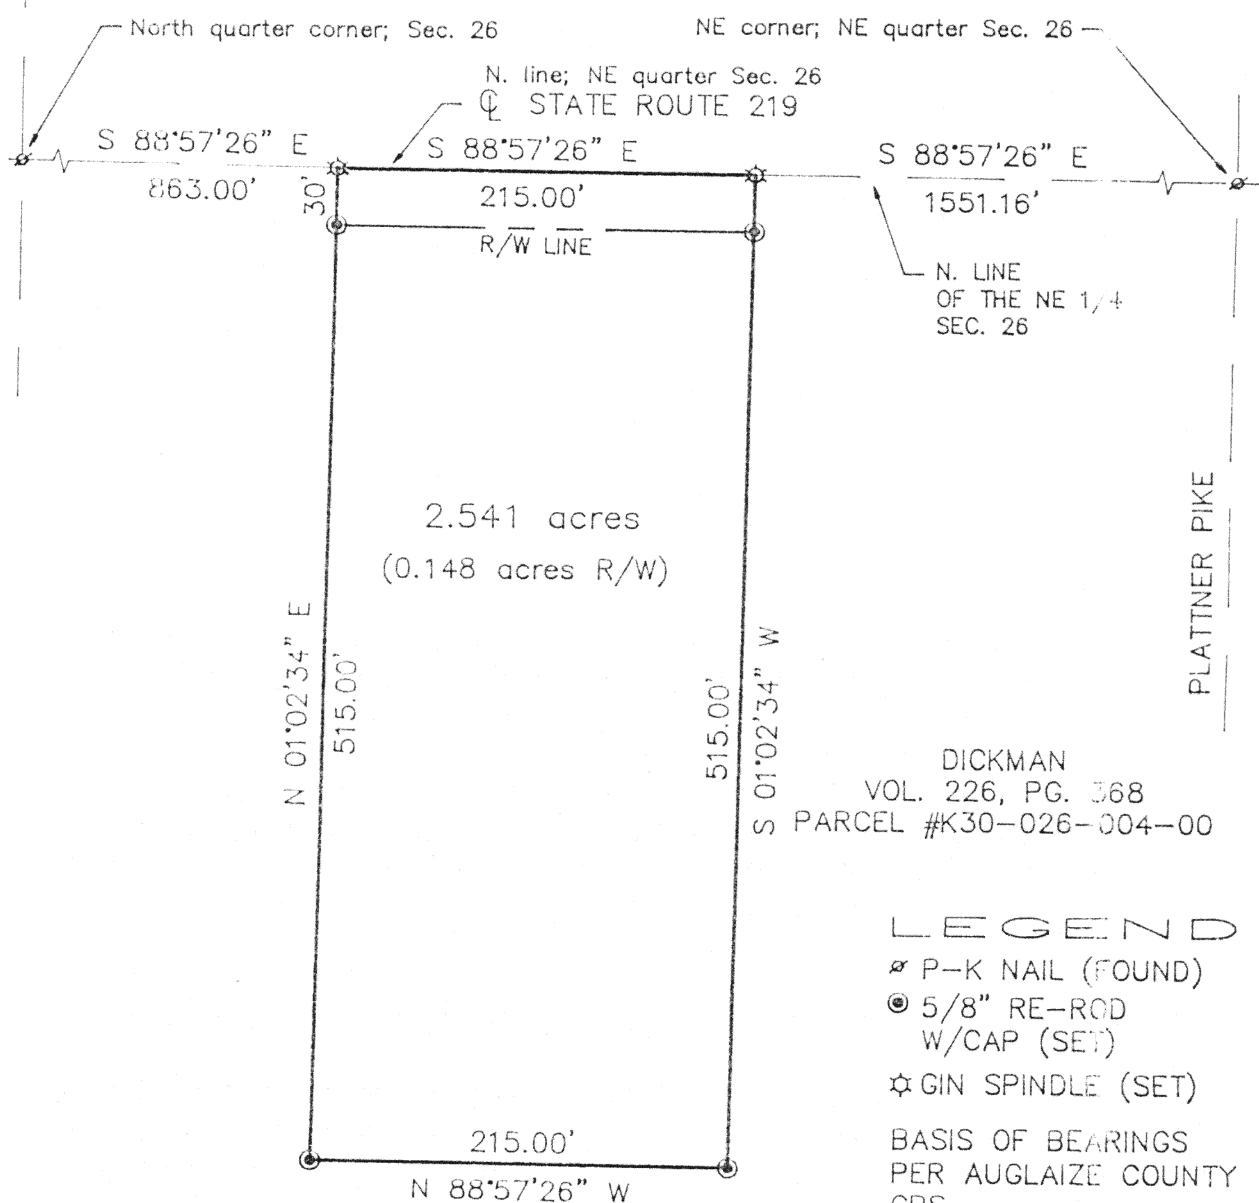 North quarter corner; Sec. 26
NE corner; NE quarter Sec. 26
N. line; NE quarter Sec. 26
℄ STATE ROUTE 219
S 88°57'26" E
863.00'
30'
S 88°57'26" E
215.00'
R/W LINE
S 88°57'26" E
1551.16'
N. LINE
OF THE NE 1/4
SEC. 26
2.541 acres
(0.148 acres R/W)
N 01°02'34" E
515.00'
515.00'
S 01°02'34" W
PLATTNER PIKE
DICKMAN
VOL. 226, PG. 368
PARCEL #K30-026-004-00
215.00'
N 88°57'26" W
LEGEND
P-K NAIL (FOUND)
5/8" RE-ROD
W/CAP (SET)
GIN SPINDLE (SET)
BASIS OF BEARINGS
PER AUGLAIZE COUNTY
GPS